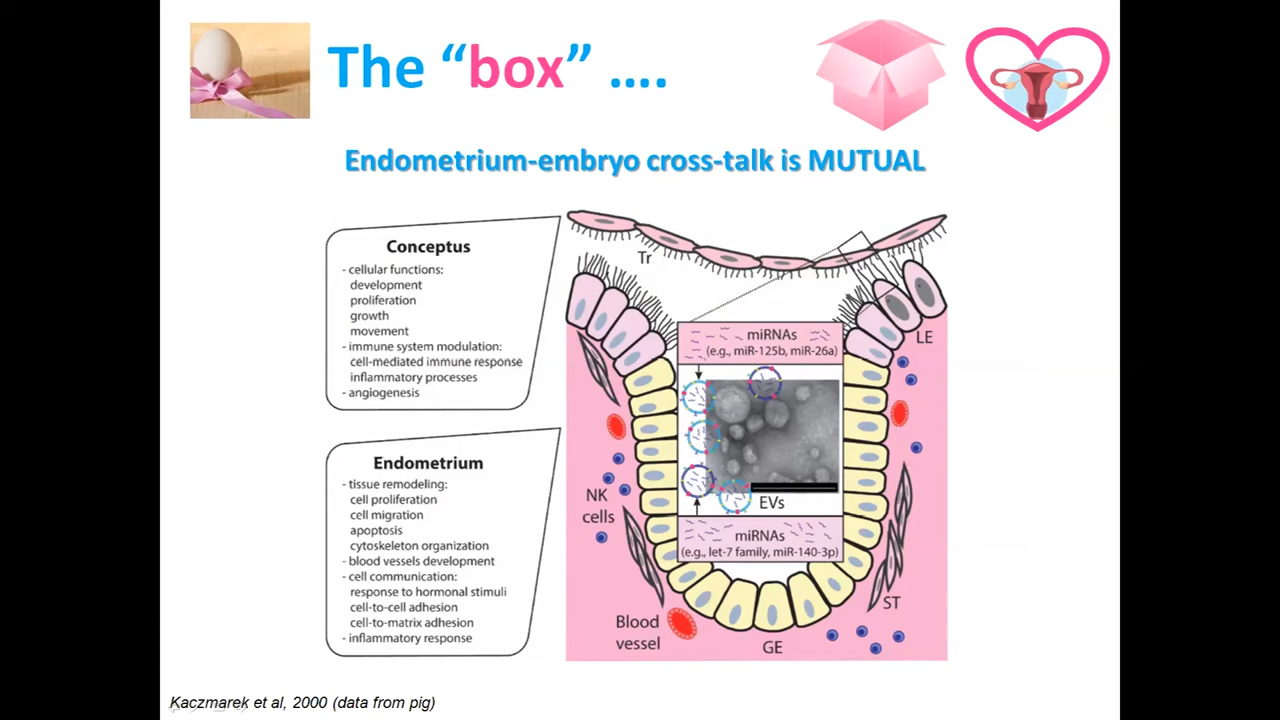 The “box” ....
Endometrium-embryo cross-talk is MUTUAL
Conceptus
- cellular functions:
development
proliferation
growth
movement
- immune system modulation:
cell-mediated immune response
inflammatory processes
- angiogenesis
Endometrium
- tissue remodeling:
cell proliferation
cell migration
apoptosis
cytoskeleton organization
- blood vessels development
- cell communication:
response to hormonal stimuli
cell-to-cell adhesion
cell-to-matrix adhesion
- inflammatory response
Tr
LE
miRNAs
(e.g., miR-125b, miR-26a)
EVs
miRNAs
(e.g., let-7 family, miR-140-3p)
NK
cells
Blood
vessel
GE
ST
Kaczmarek et al, 2000 (data from pig)